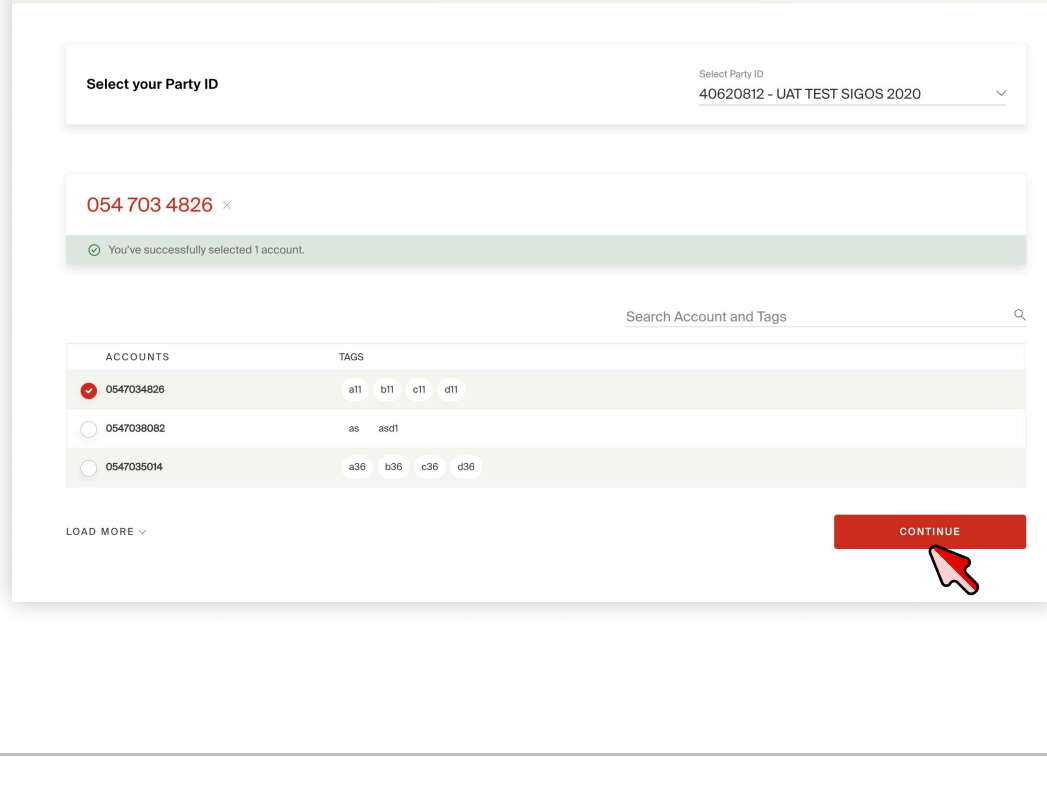 Select your Party ID
Select Party ID
40620812 - UAT TEST SIGOS 2020
054 703 4826
You've successfully selected 1 account.
Search Account and Tags
ACCOUNTS TAGS
0547034826 a11 b11 c11 d11
0547038082 as asd1
0547035014 a36 b36 c36 d36
LOAD MORE CONTINUE